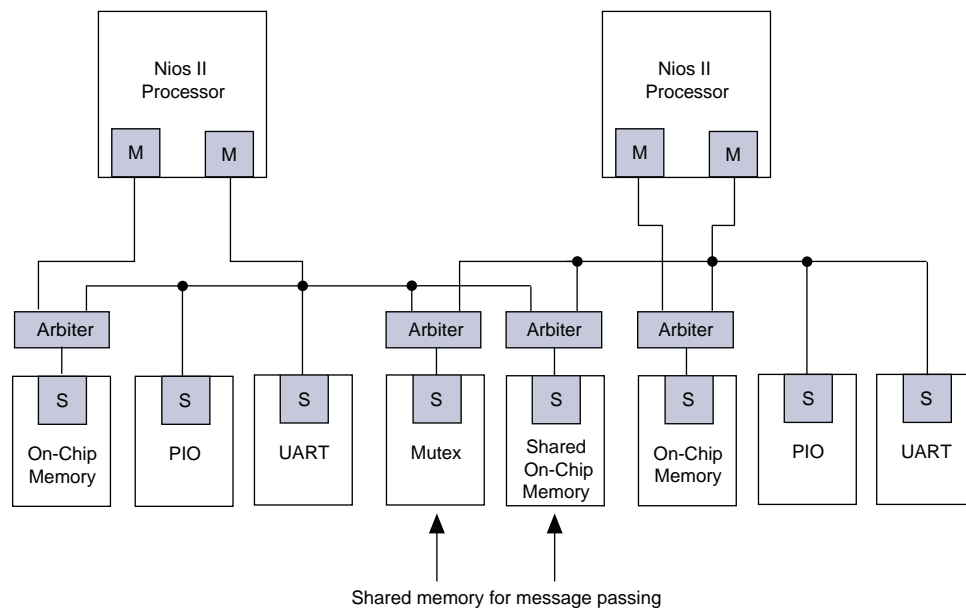 Nios II
Processor
Nios II
Processor
M
M
M
M
Arbiter
Arbiter
Arbiter
Arbiter
S
S
S
S
S
S
S
S
On-Chip
Memory
PIO
UART
Mutex
Shared
On-Chip
Memory
On-Chip
Memory
PIO
UART
Shared memory for message passing